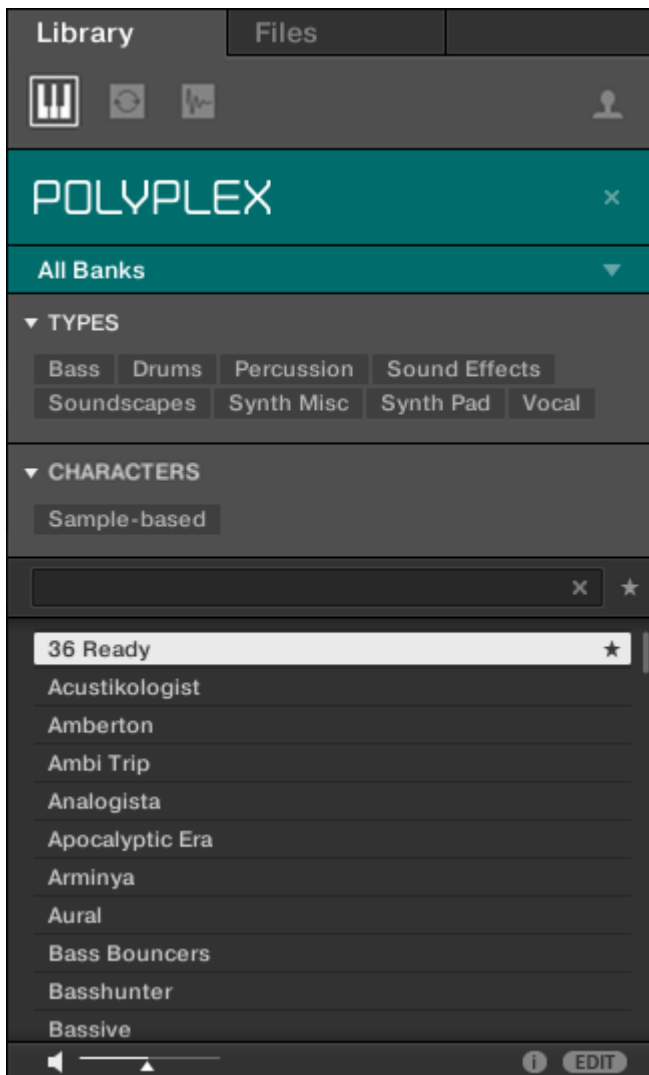 Library Files
POLYPLEX
All Banks
TYPES
Bass Drums Percussion Sound Effects
Soundscapes Synth Misc Synth Pad Vocal
CHARACTERS
Sample-based
36 Ready
Acustikologist
Amberton
Ambi Trip
Analogista
Apocalyptic Era
Arminya
Aural
Bass Bouncers
Basshunter
Bassive
i EDIT